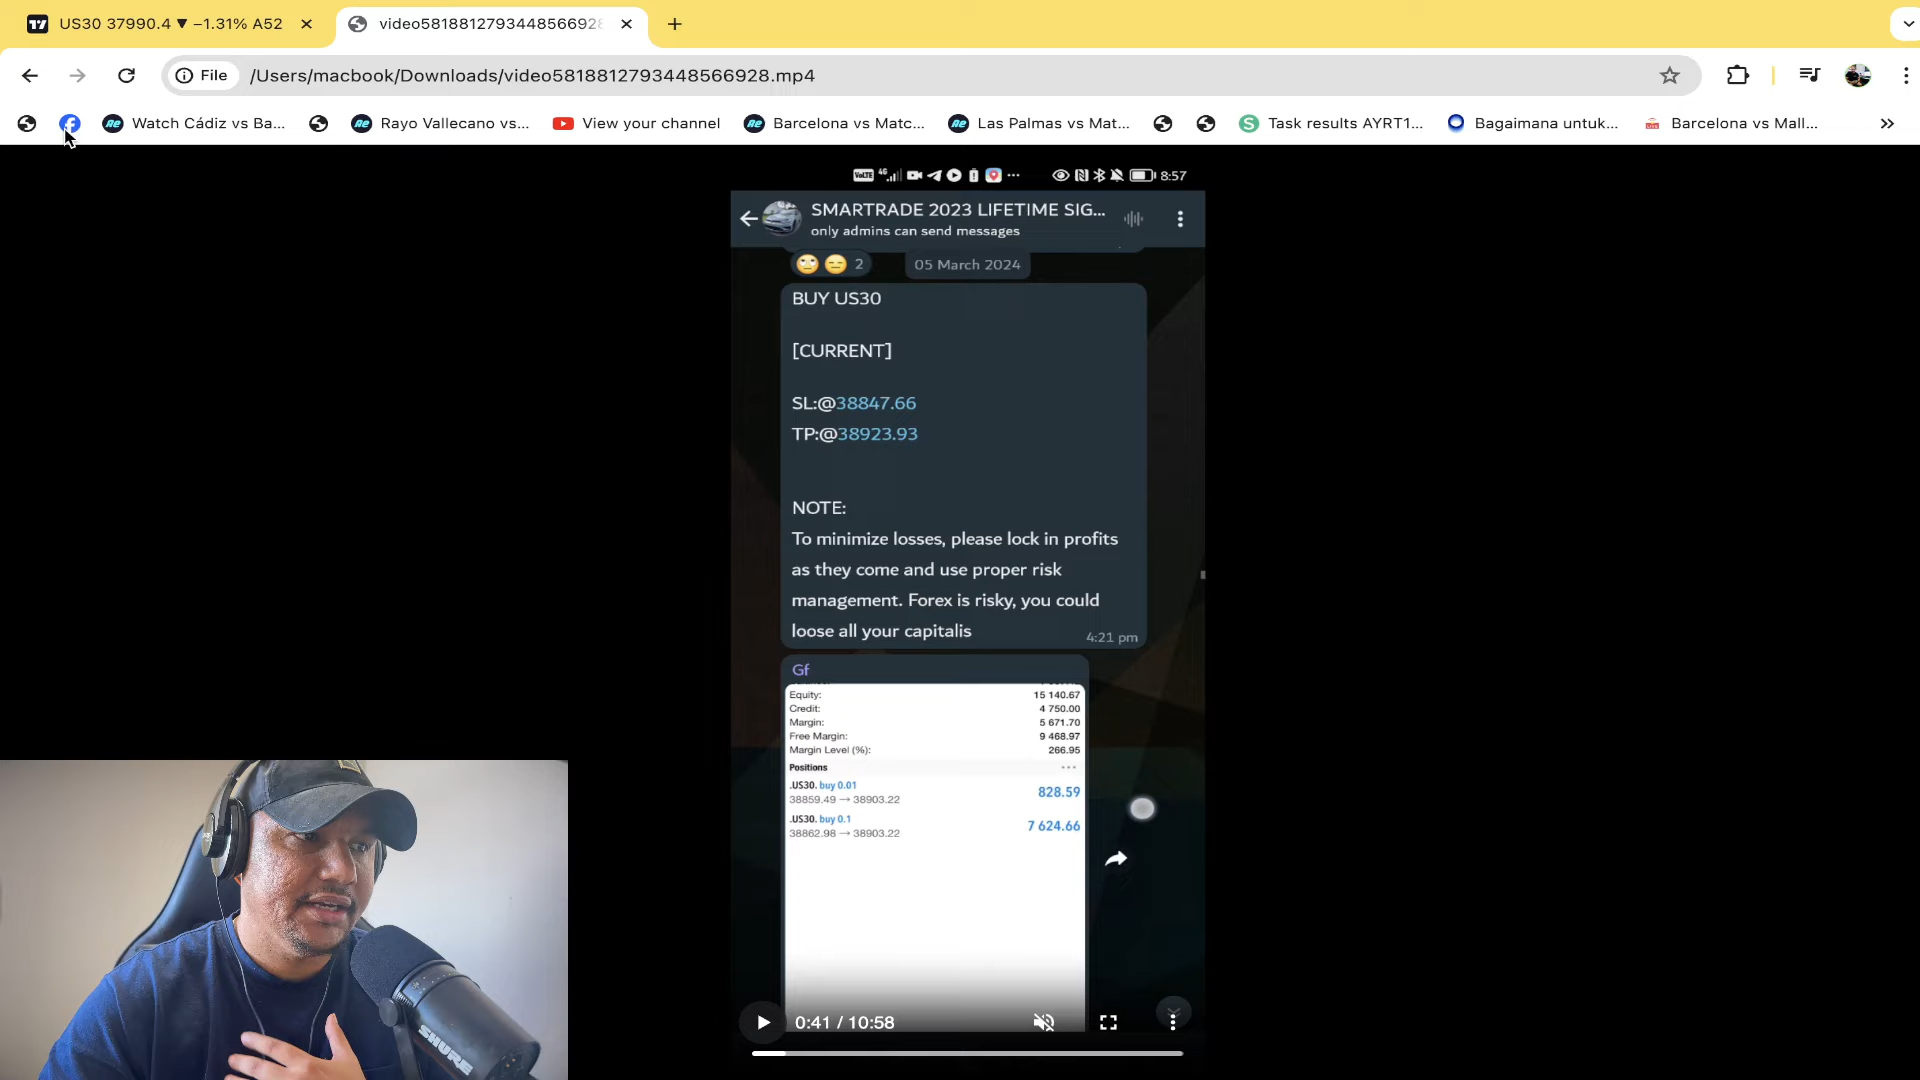 US30 37990.4 ▼ −1.31% A52
video5818812793448566928
File
/Users/macbook/Downloads/video5818812793448566928.mp4
Watch Cádiz vs Ba...
Rayo Vallecano vs...
View your channel
Barcelona vs Matc...
Las Palmas vs Mat...
Task results AYRT1...
Bagaimana untuk...
Barcelona vs Mall...
VoLTE 4G 8:57
SMARTRADE 2023 LIFETIME SIG...
only admins can send messages
2
05 March 2024
BUY US30
[CURRENT]
SL:@38847.66
TP:@38923.93
NOTE:
To minimize losses, please lock in profits
as they come and use proper risk
management. Forex is risky, you could
loose all your capitalis
4:21 pm
Gf
Equity: 15 140.67
Credit: 4 750.00
Margin: 5 671.70
Free Margin: 9 468.97
Margin Level (%): 266.95
Positions
.US30. buy 0.01
38859.49 → 38903.22
828.59
.US30. buy 0.1
38862.98 → 38903.22
7 624.66
0:41 / 10:58
SHURE